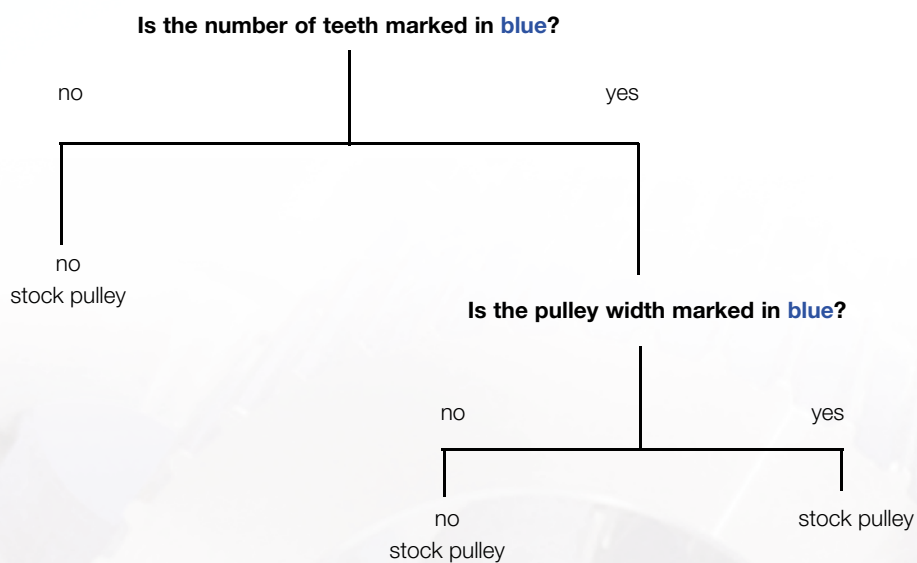 Is the number of teeth marked in blue?
no
yes
no
stock pulley
Is the pulley width marked in blue?
no
yes
no
stock pulley
stock pulley